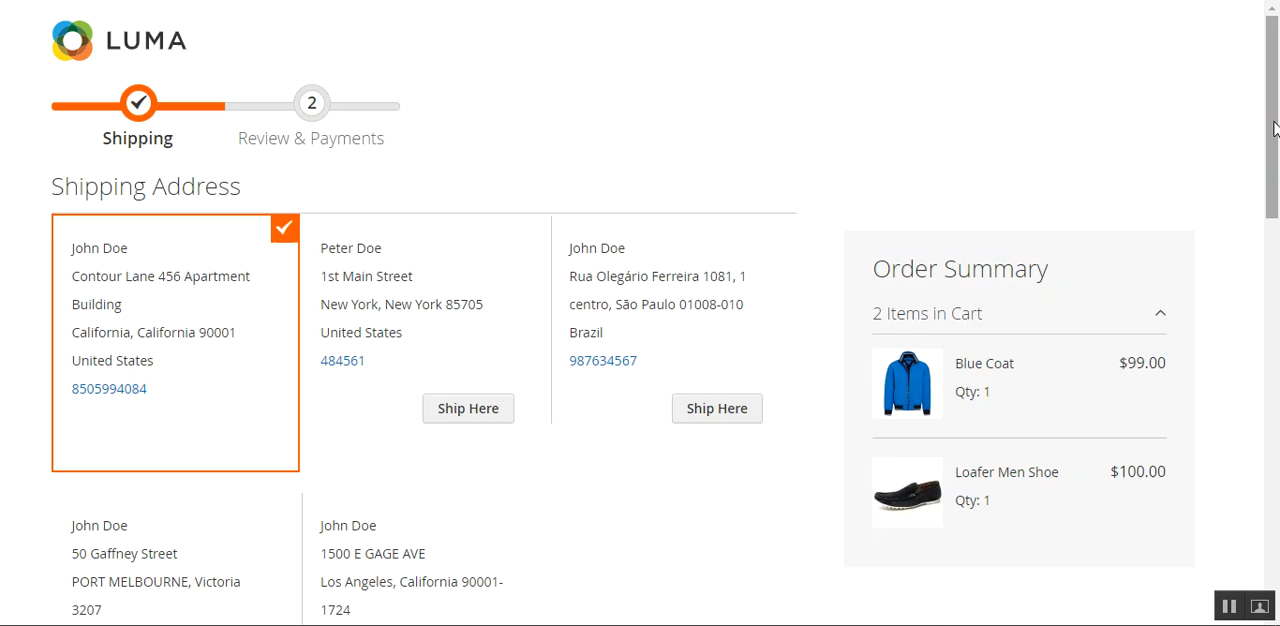 LUMA
2
Shipping
Review & Payments
Shipping Address
John Doe
Contour Lane 456 Apartment
Building
California, California 90001
United States
8505994084
Peter Doe
1st Main Street
New York, New York 85705
United States
484561
Ship Here
John Doe
Rua Olegário Ferreira 1081, 1
centro, São Paulo 01008-010
Brazil
987634567
Ship Here
John Doe
50 Gaffney Street
PORT MELBOURNE, Victoria
3207
John Doe
1500 E GAGE AVE
Los Angeles, California 90001-
1724
Order Summary
2 Items in Cart
Blue Coat $99.00
Qty: 1
Loafer Men Shoe $100.00
Qty: 1